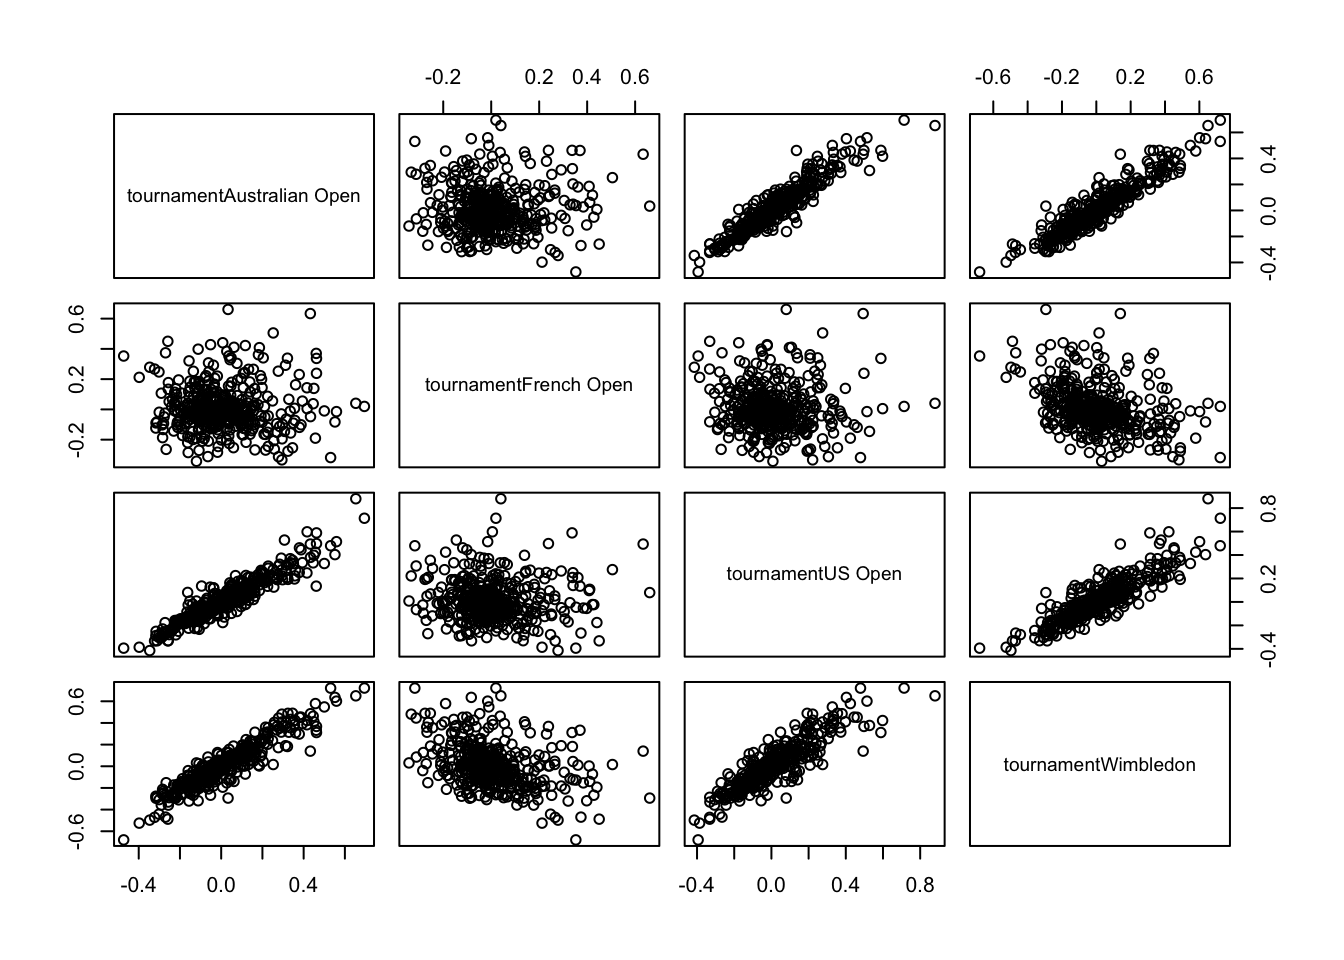 -0.2 0.2 0.4 0.6 -0.6 -0.2 0.2 0.6
tournamentAustralian Open
-0.4 0.0 0.4
-0.2 0.2 0.6
tournamentFrench Open
tournamentUS Open
-0.4 0.2 0.8
-0.6 0.0 0.6
tournamentWimbledon
-0.4 0.0 0.4 -0.4 0.0 0.4 0.8